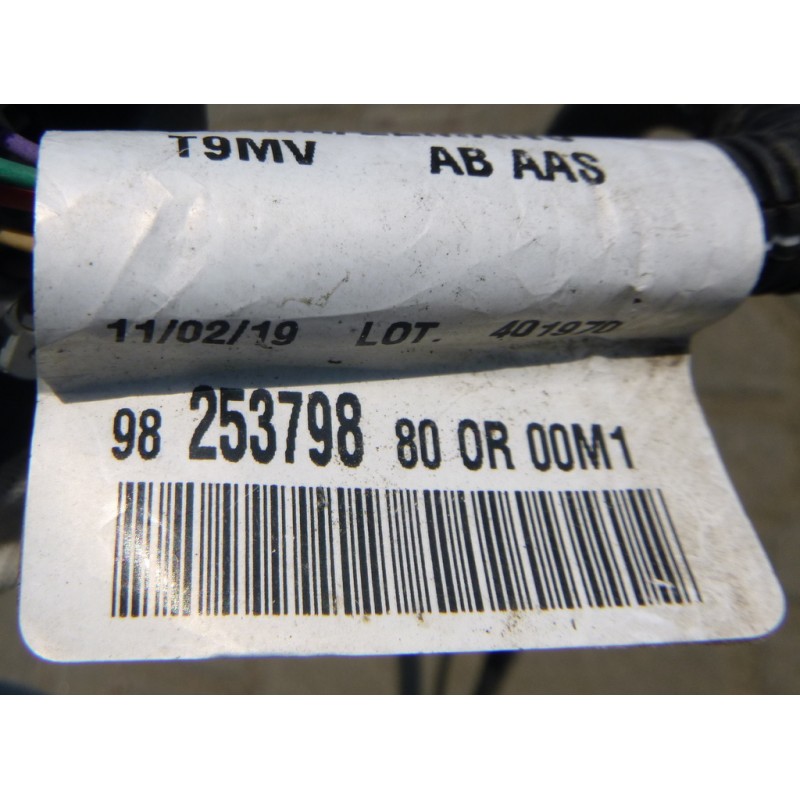 T9MV AB AAS
11/02/19 LOT. 401970
98 253798 80 OR 00M1